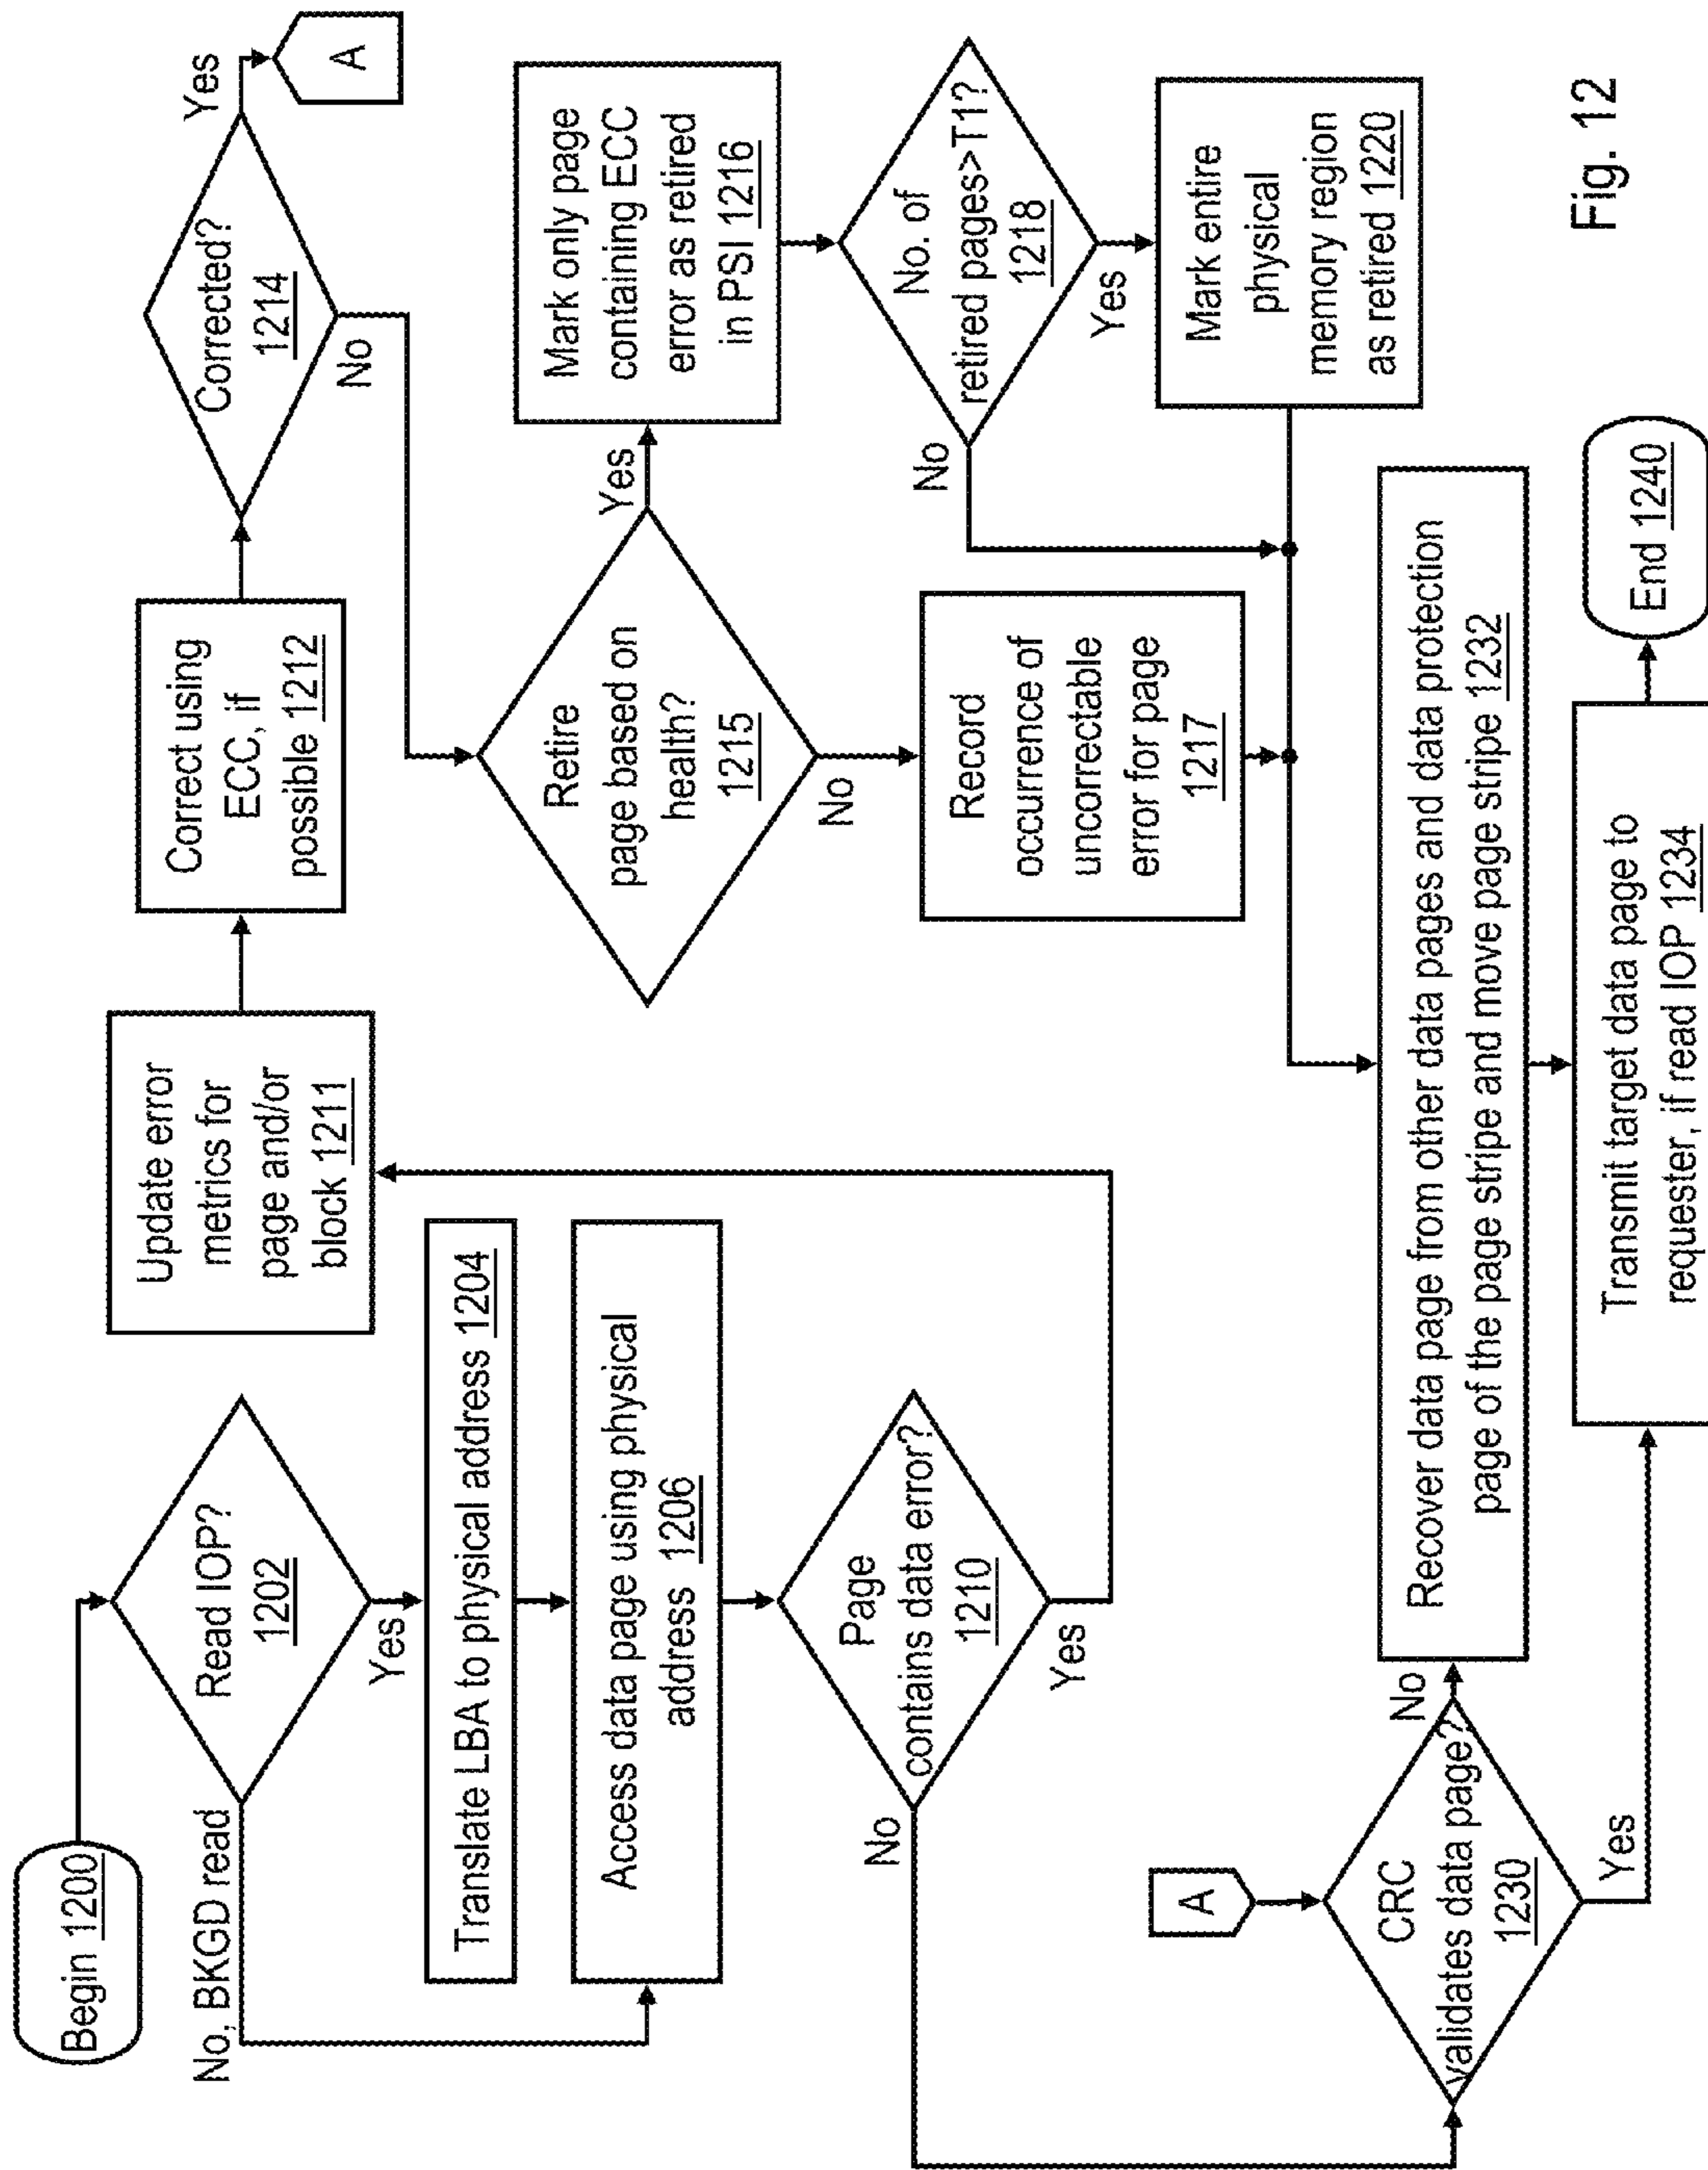 Begin 1200
Read IOP?
1202
No, BKGD read
Yes
Translate LBA to physical address 1204
Access data page using physical
address 1206
Page
contains data error?
1210
No
Yes
Update error
metrics for
page and/or
block 1211
Correct using
ECC, if
possible 1212
Corrected?
1214
Yes
A
No
Retire
page based on
health?
1215
Yes
No
Mark only page
containing ECC
error as retired
in PSI 1216
Record
occurrence of
uncorrectable
error for page
1217
No. of
retired pages>T1?
1218
No
Yes
Mark entire
physical
memory region
as retired 1220
A
CRC
validates data page?
1230
No
Yes
Recover data page from other data pages and data protection
page of the page stripe and move page stripe 1232
Transmit target data page to
requester, if read IOP 1234
End 1240
Fig. 12